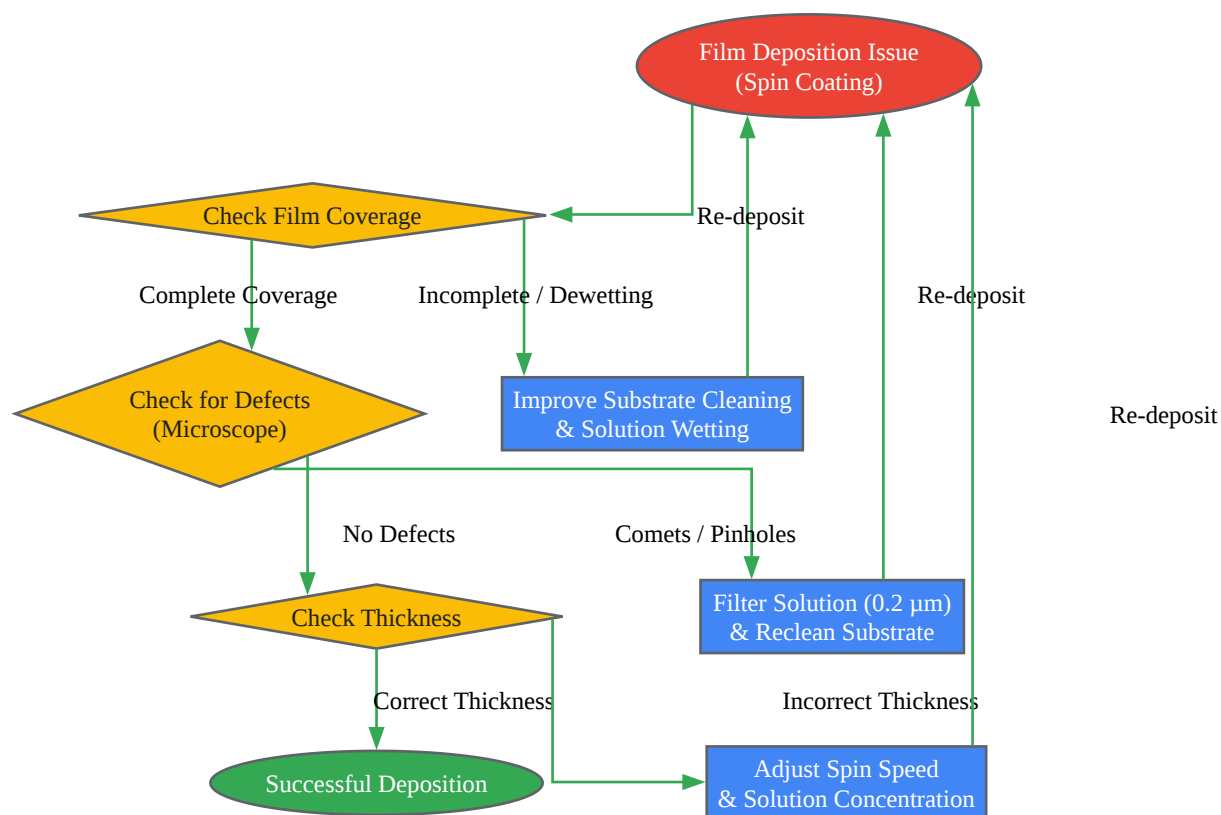 Film Deposition Issue
(Spin Coating)
Check Film Coverage
Re-deposit
Complete Coverage
Incomplete / Dewetting
Re-deposit
Check for Defects
(Microscope)
Improve Substrate Cleaning
& Solution Wetting
Re-deposit
No Defects
Comets / Pinholes
Filter Solution (0.2 µm)
& Reclean Substrate
Check Thickness
Correct Thickness
Incorrect Thickness
Successful Deposition
Adjust Spin Speed
& Solution Concentration